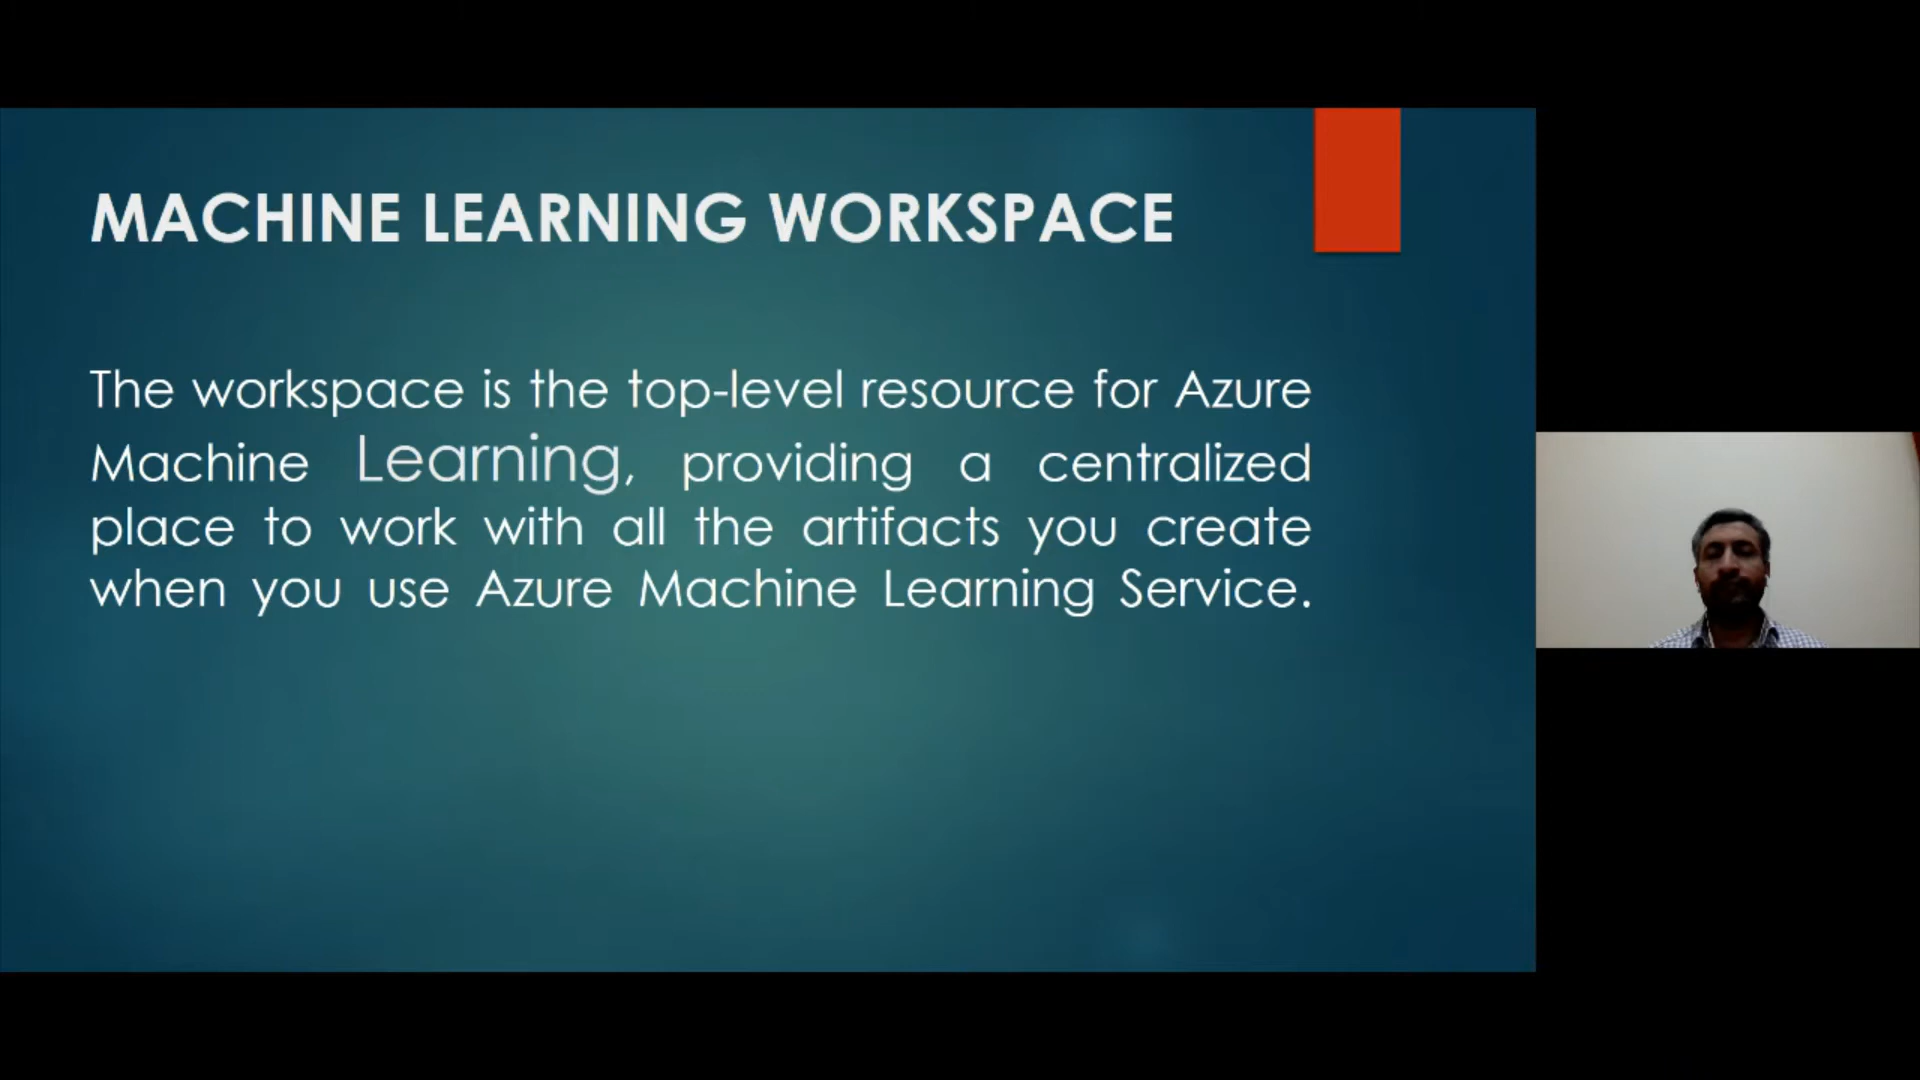 MACHINE LEARNING WORKSPACE
The workspace is the top-level resource for Azure
Machine Learning, providing a centralized
place to work with all the artifacts you create
when you use Azure Machine Learning Service.